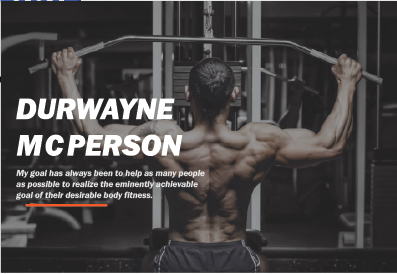 DURWAYNE
MCPERSON
My goal has always been to help as many people
as possible to realize the eminently achievable
goal of their desirable body fitness.